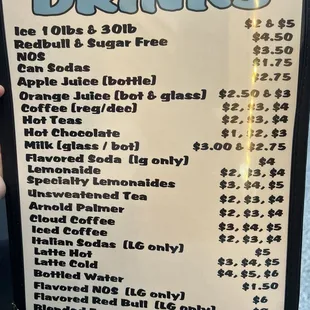 DRINKS
Ice 10lbs & 30lb $2 & $5
Redbull & Sugar Free $4.50
NOS $3.50
Can Sodas $1.75
Apple Juice (bottle) $2.75
Orange Juice (bot & glass) $2.50 & $3
Coffee (reg/dec) $2, $3, $4
Hot Teas $2, $3, $4
Hot Chocolate $1, $2, $3
Milk (glass / bot) $3.00 & $2.75
Flavored Soda (lg only) $4
Lemonaide $2, $3, $4
Specialty Lemonaides $3, $4, $5
Unsweetened Tea $2, $3, $4
Arnold Palmer $2, $3, $4
Cloud Coffee $3, $4, $5
Iced Coffee $2, $3, $4
Italian Sodas (LG only) $5
Latte Hot $3, $4, $5
Latte Cold $4, $5, $6
Bottled Water $1.50
Flavored NOS (LG only) $6
Flavored Red Bull (LG only)
Blended